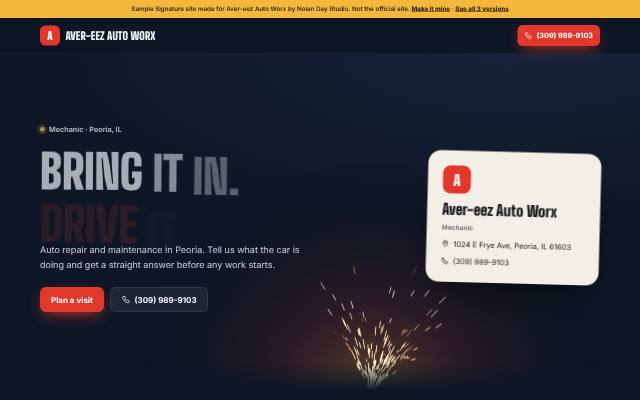 Sample Signature site made for Aver-eez Auto Worx by Nolan Day Studio. Not the official site. Make it mine · See all 3 versions
A AVER-EEZ AUTO WORX
(309) 989-9103
Mechanic · Peoria, IL
BRING IT IN.
DRIVE IT
Auto repair and maintenance in Peoria. Tell us what the car is
doing and get a straight answer before any work starts.
Plan a visit
(309) 989-9103
A
Aver-eez Auto Worx
Mechanic
1024 E Frye Ave, Peoria, IL 61603
(309) 989-9103